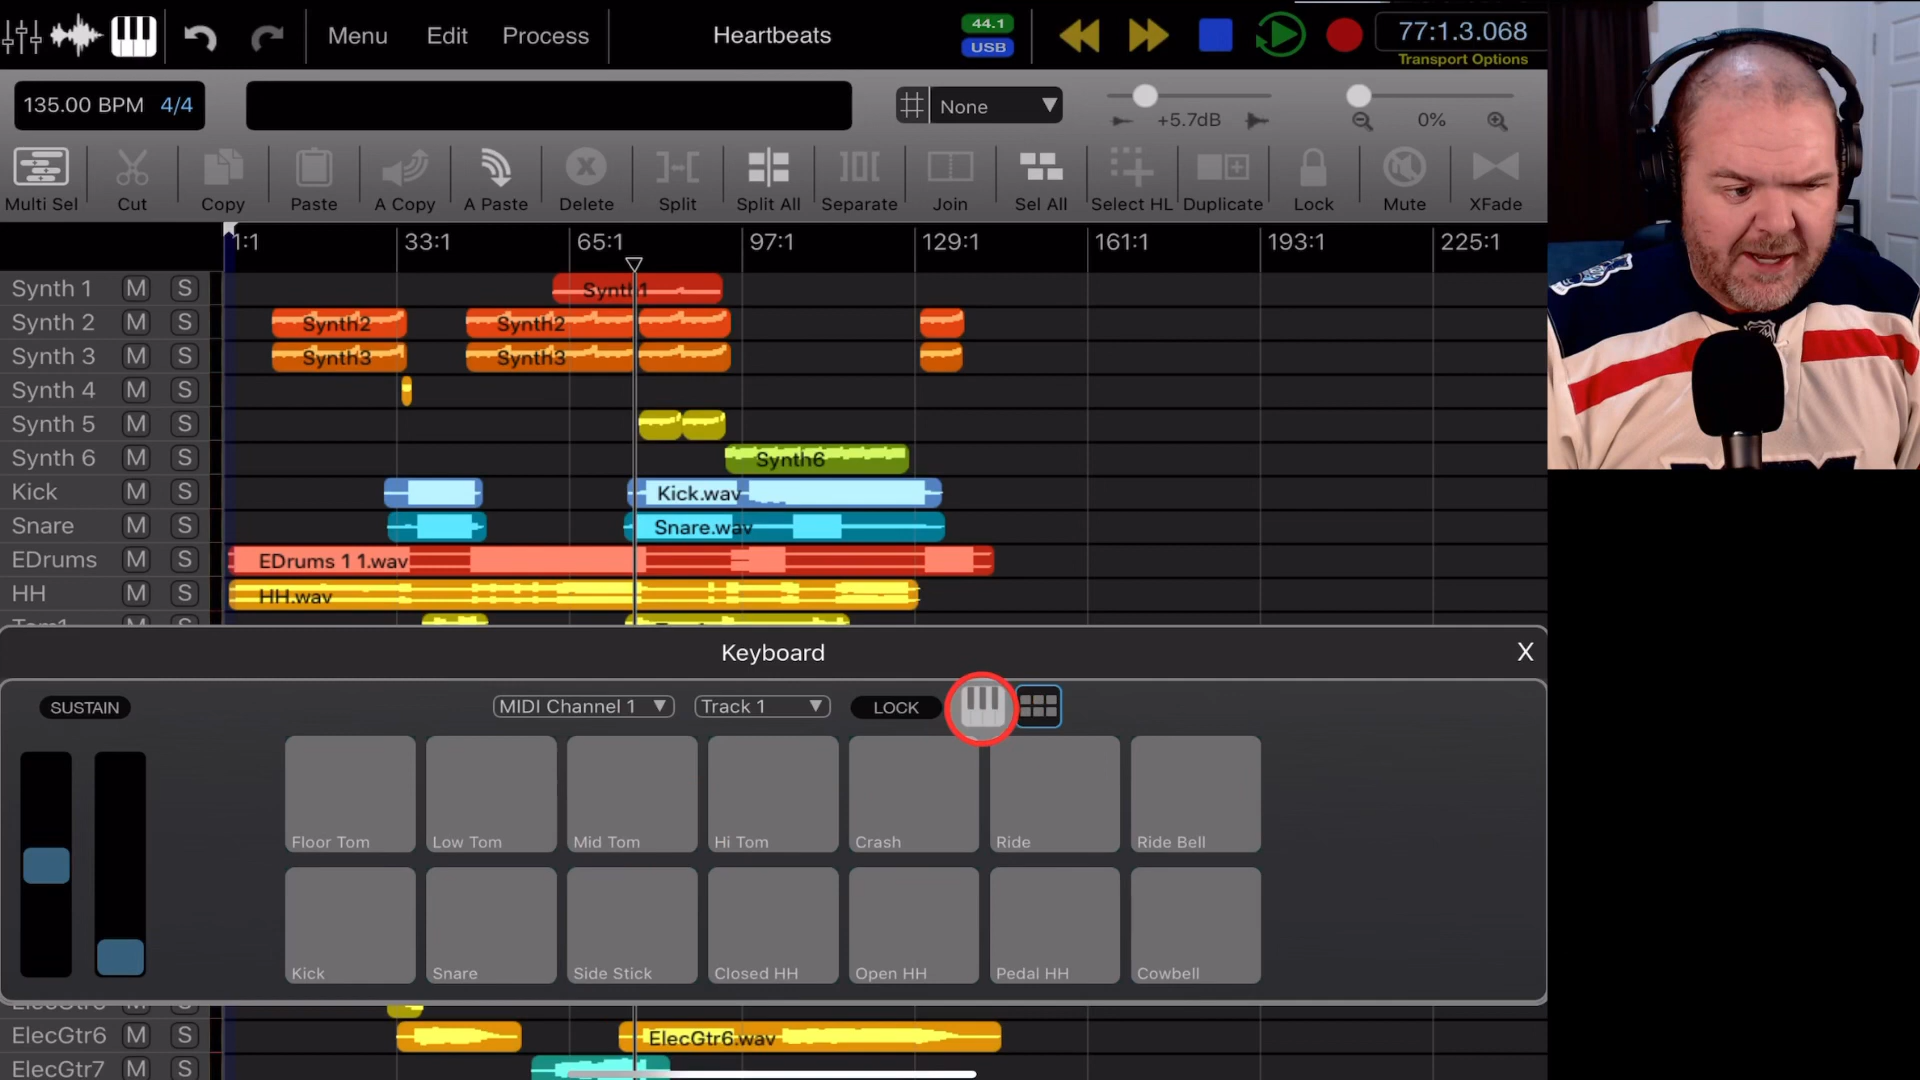 Menu Edit Process Heartbeats 44.1 USB 77:1.3.068
Transport Options
135.00 BPM 4/4 None +5.7dB 0%
Multi Sel Cut Copy Paste A Copy A Paste Delete Split Split All Separate Join Sel All Select HL Duplicate Lock Mute XFade
1:1 33:1 65:1 97:1 129:1 161:1 193:1 225:1
Synth 1 M S Synth1
Synth 2 M S Synth2 Synth2
Synth 3 M S Synth3 Synth3
Synth 4 M S
Synth 5 M S
Synth 6 M S Synth6
Kick M S Kick.wav
Snare M S Snare.wav
EDrums M S EDrums 1 1.wav
HH M S HH.wav
Tom1 M S
Keyboard X
SUSTAIN MIDI Channel 1 Track 1 LOCK
Floor Tom Low Tom Mid Tom Hi Tom Crash Ride Ride Bell
Kick Snare Side Stick Closed HH Open HH Pedal HH Cowbell
M S
ElecGtr6 M S ElecGtr6.wav
ElecGtr7 M S